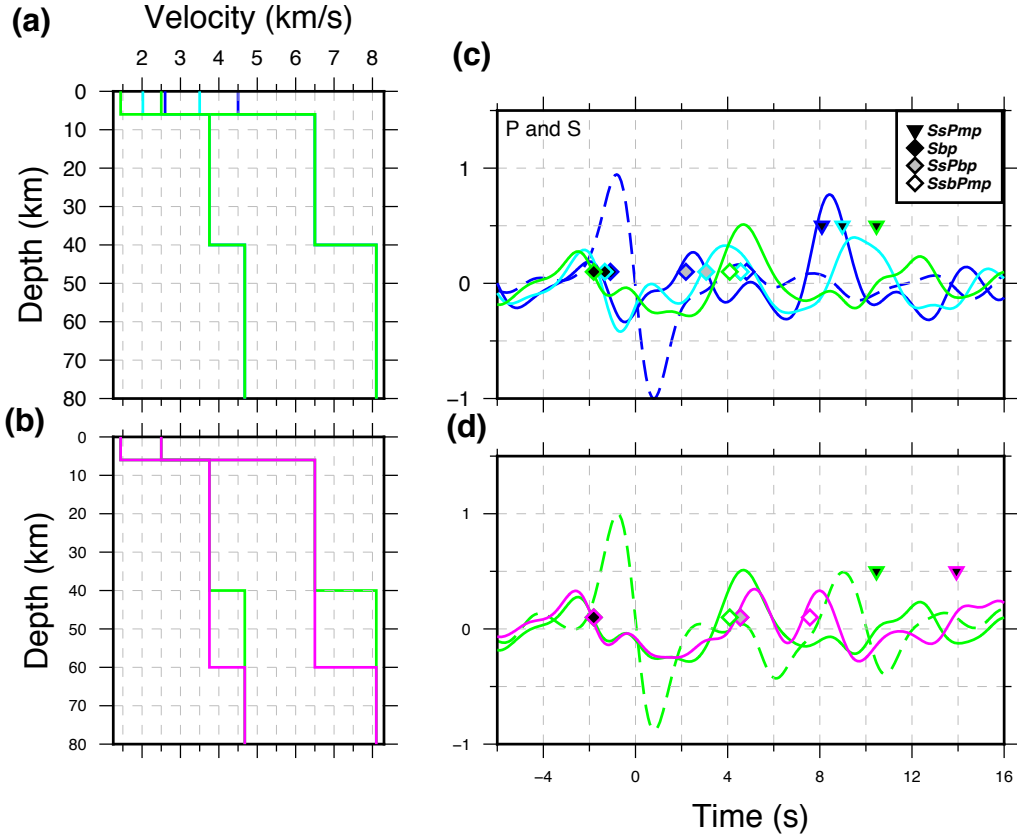 (a)
Velocity (km/s)
2 3 4 5 6 7 8
0
10
20
30
40
50
60
70
80
Depth (km)
(b)
0
10
20
30
40
50
60
70
80
Depth (km)
(c)
P and S
SsPmp
Sbp
SsPbp
SsbPmp
1
0
−1
(d)
1
0
−1
−4 0 4 8 12 16
Time (s)